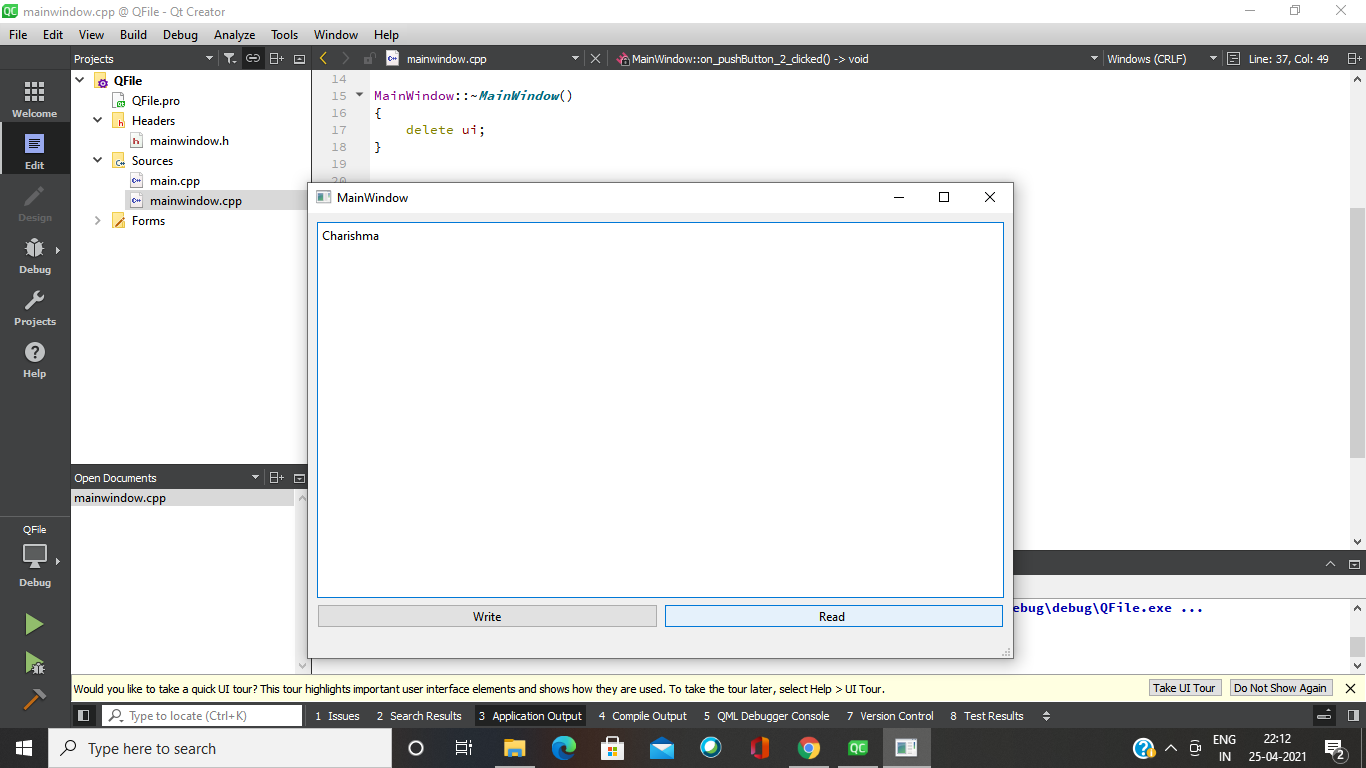 mainwindow.cpp @ QFile - Qt Creator
File Edit View Build Debug Analyze Tools Window Help
Projects
mainwindow.cpp
MainWindow::on_pushButton_2_clicked() -> void
Windows (CRLF)
Line: 37, Col: 49
Welcome
Edit
Design
Debug
Projects
Help
QFile
QFile.pro
Headers
mainwindow.h
Sources
main.cpp
mainwindow.cpp
Forms
14
15 MainWindow::~MainWindow()
16 {
17 delete ui;
18 }
19
20
MainWindow
Charishma
Write
Read
Open Documents
mainwindow.cpp
QFile
Debug
ebug\debug\QFile.exe ...
Would you like to take a quick UI tour? This tour highlights important user interface elements and shows how they are used. To take the tour later, select Help > UI Tour.
Take UI Tour
Do Not Show Again
Type to locate (Ctrl+K)
1 Issues
2 Search Results
3 Application Output
4 Compile Output
5 QML Debugger Console
7 Version Control
8 Test Results
Type here to search
ENG
IN
22:12
25-04-2021
2